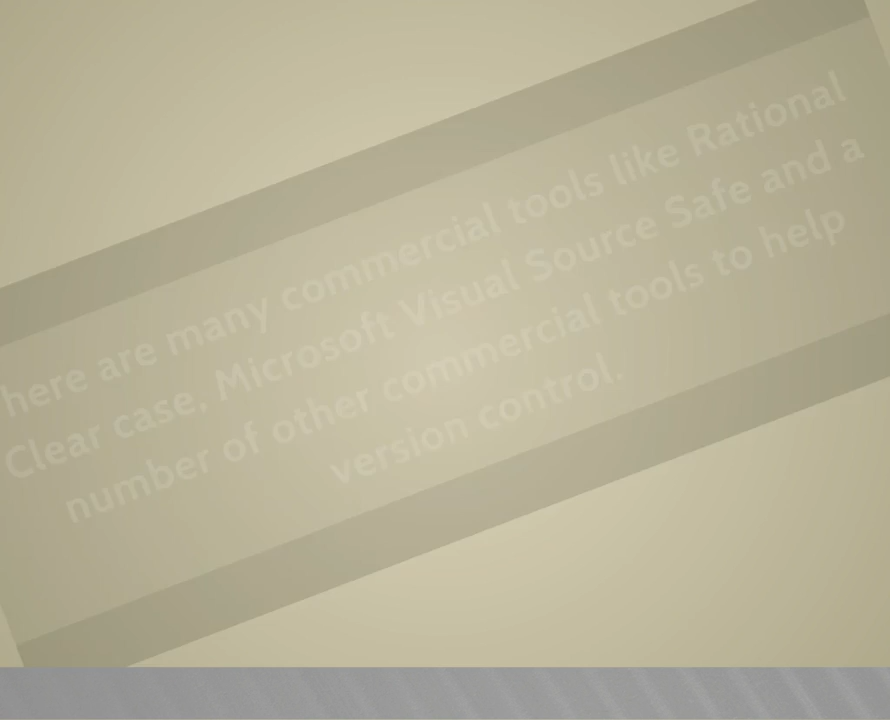 here are many commercial tools like Rational
Clear case, Microsoft Visual Source Safe and a
number of other commercial tools to help
version control.